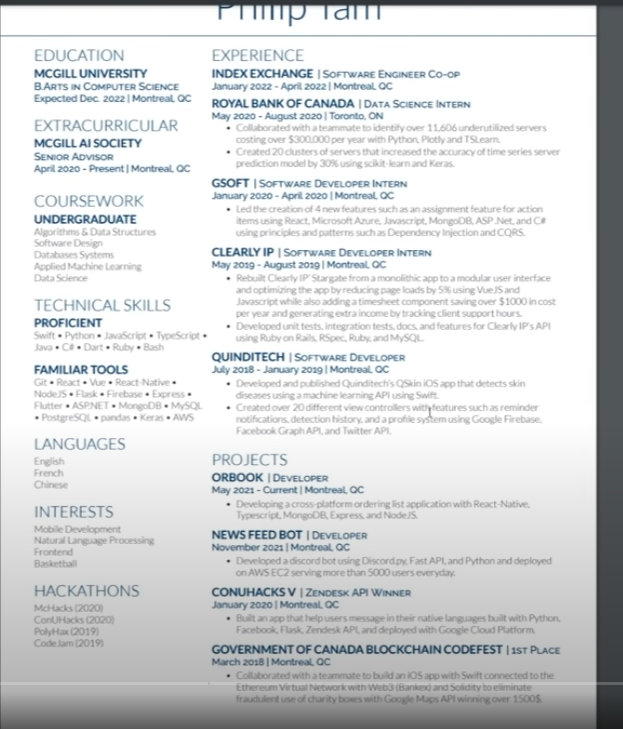 Philip Tam
EDUCATION
MCGILL UNIVERSITY
B.ARTS IN COMPUTER SCIENCE
Expected Dec. 2022 | Montreal, QC
EXTRACURRICULAR
MCGILL AI SOCIETY
SENIOR ADVISOR
April 2020 - Present | Montreal, QC
COURSEWORK
UNDERGRADUATE
Algorithms & Data Structures
Software Design
Databases Systems
Applied Machine Learning
Data Science
TECHNICAL SKILLS
PROFICIENT
Swift • Python • JavaScript • TypeScript •
Java • C# • Dart • Ruby • Bash
FAMILIAR TOOLS
Git • React • Vue • React-Native •
NodeJS • Flask • Firebase • Express •
Flutter • ASP.NET • MongoDB • MySQL
• PostgreSQL • pandas • Keras • AWS
LANGUAGES
English
French
Chinese
INTERESTS
Mobile Development
Natural Language Processing
Frontend
Basketball
HACKATHONS
McHacks (2020)
ConUHacks (2020)
PolyHax (2019)
CodeJam (2019)
EXPERIENCE
INDEX EXCHANGE | SOFTWARE ENGINEER CO-OP
January 2022 - April 2022 | Montreal, QC
ROYAL BANK OF CANADA | DATA SCIENCE INTERN
May 2020 - August 2020 | Toronto, ON
• Collaborated with a teammate to identify over 11,606 underutilized servers
costing over $300,000 per year with Python, Plotly and TSLearn.
• Created 20 clusters of servers that increased the accuracy of time series server
prediction model by 30% using scikit-learn and Keras.
GSOFT | SOFTWARE DEVELOPER INTERN
January 2020 - April 2020 | Montreal, QC
• Led the creation of 4 new features such as an assignment feature for action
items using React, Microsoft Azure, Javascript, MongoDB, ASP .Net, and C#
using principles and patterns such as Dependency Injection and CQRS.
CLEARLY IP | SOFTWARE DEVELOPER INTERN
May 2019 - August 2019 | Montreal, QC
• Rebuilt Clearly IP' Stargate from a monolithic app to a modular user interface
and optimizing the app by reducing page loads by 5% using VueJS and
Javascript while also adding a timesheet component saving over $1000 in cost
per year and generating extra income by tracking client support hours.
• Developed unit tests, integration tests, docs, and features for Clearly IP's API
using Ruby on Rails, RSpec, Ruby, and MySQL.
QUINDITECH | SOFTWARE DEVELOPER
July 2018 - January 2019 | Montreal, QC
• Developed and published Quinditech's QSkin iOS app that detects skin
diseases using a machine learning API using Swift.
• Created over 20 different view controllers with features such as reminder
notifications, detection history, and a profile system using Google Firebase,
Facebook Graph API, and Twitter API.
PROJECTS
ORBOOK | DEVELOPER
May 2021 - Current | Montreal, QC
• Developing a cross-platform ordering list application with React-Native,
Typescript, MongoDB, Express, and NodeJS.
NEWS FEED BOT | DEVELOPER
November 2021 | Montreal, QC
• Developed a discord bot using Discord.py, Fast API, and Python and deployed
on AWS EC2 serving more than 5000 users everyday.
CONUHACKS V | ZENDESK API WINNER
January 2020 | Montreal, QC
• Built an app that help users message in their native languages built with Python,
Facebook, Flask, Zendesk API, and deployed with Google Cloud Platform.
GOVERNMENT OF CANADA BLOCKCHAIN CODEFEST | 1ST PLACE
March 2018 | Montreal, QC
• Collaborated with a teammate to build an iOS app with Swift connected to the
Ethereum Virtual Network with Web3 (Bankex) and Solidity to eliminate
fraudulent use of charity boxes with Google Maps API winning over 1500$.